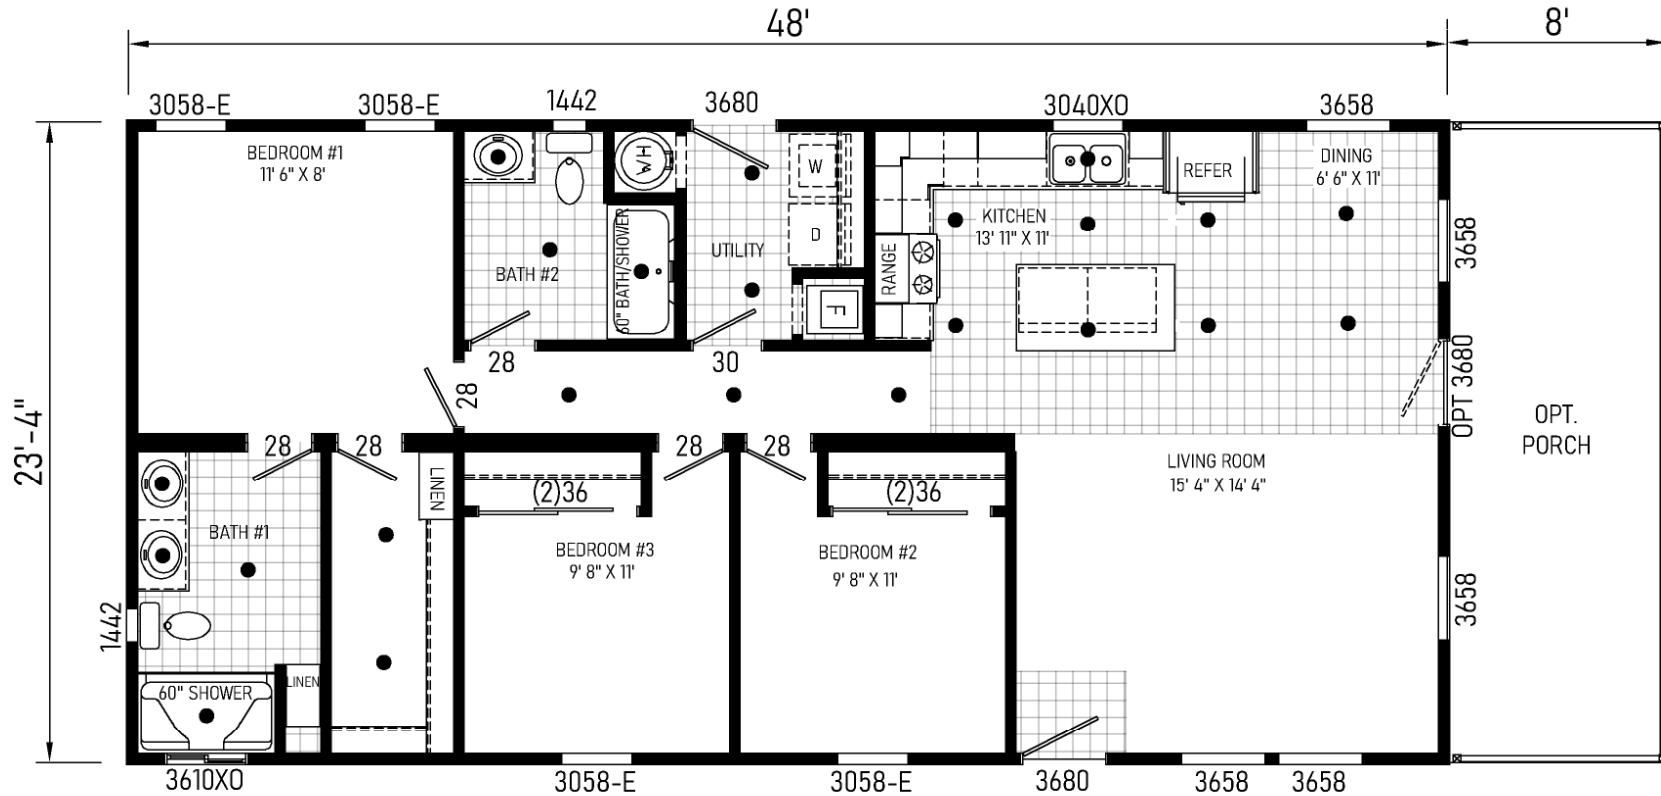 48'
8'
3058-E
3058-E
1442
3680
3040XO
3658
BEDROOM #1
11' 6" X 8'
HA
W
REFER
DINING
6' 6" X 11'
KITCHEN
13' 11" X 11'
60" BATH/SHOWER
D
UTILITY
BATH #2
RANGE
3658
F
28
30
28
OPT 3680
23'-4"
OPT.
PORCH
28
28
28
28
LIVING ROOM
15' 4" X 14' 4"
LINEN
(2)36
(2)36
BATH #1
BEDROOM #3
9' 8" X 11'
BEDROOM #2
9' 8" X 11'
1442
3658
60" SHOWER
LINEN
3610XO
3058-E
3058-E
3680
3658
3658